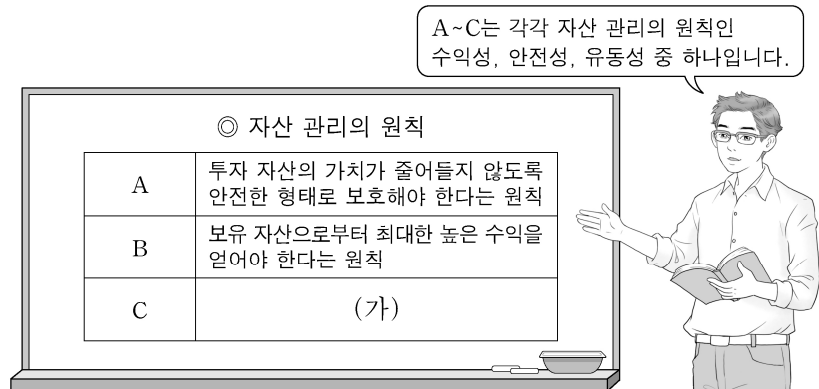 A~C는 각각 자산 관리의 원칙인
수익성, 안전성, 유동성 중 하나입니다.
◎ 자산 관리의 원칙
A
투자 자산의 가치가 줄어들지 않도록
안전한 형태로 보호해야 한다는 원칙
B
보유 자산으로부터 최대한 높은 수익을
얻어야 한다는 원칙
C
(가)